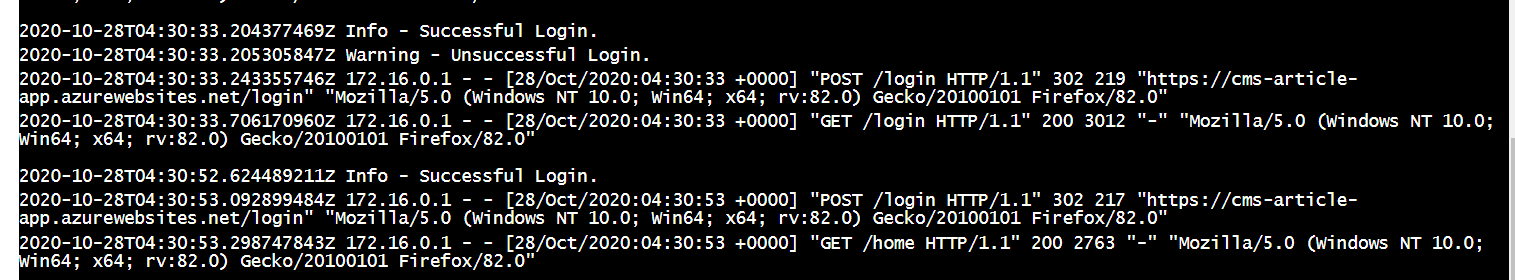 2020-10-28T04:30:33.204377469Z Info - Successful Login.
2020-10-28T04:30:33.205305847Z Warning - Unsuccessful Login.
2020-10-28T04:30:33.243355746Z 172.16.0.1 - - [28/Oct/2020:04:30:33 +0000] "POST /login HTTP/1.1" 302 219 "https://cms-article-
app.azurewebsites.net/login" "Mozilla/5.0 (Windows NT 10.0; Win64; x64; rv:82.0) Gecko/20100101 Firefox/82.0"
2020-10-28T04:30:33.706170960Z 172.16.0.1 - - [28/Oct/2020:04:30:33 +0000] "GET /login HTTP/1.1" 200 3012 "-" "Mozilla/5.0 (Windows NT 10.0;
Win64; x64; rv:82.0) Gecko/20100101 Firefox/82.0"
2020-10-28T04:30:52.624489211Z Info - Successful Login.
2020-10-28T04:30:53.092899484Z 172.16.0.1 - - [28/Oct/2020:04:30:53 +0000] "POST /login HTTP/1.1" 302 217 "https://cms-article-
app.azurewebsites.net/login" "Mozilla/5.0 (Windows NT 10.0; Win64; x64; rv:82.0) Gecko/20100101 Firefox/82.0"
2020-10-28T04:30:53.298747843Z 172.16.0.1 - - [28/Oct/2020:04:30:53 +0000] "GET /home HTTP/1.1" 200 2763 "-" "Mozilla/5.0 (Windows NT 10.0;
Win64; x64; rv:82.0) Gecko/20100101 Firefox/82.0"